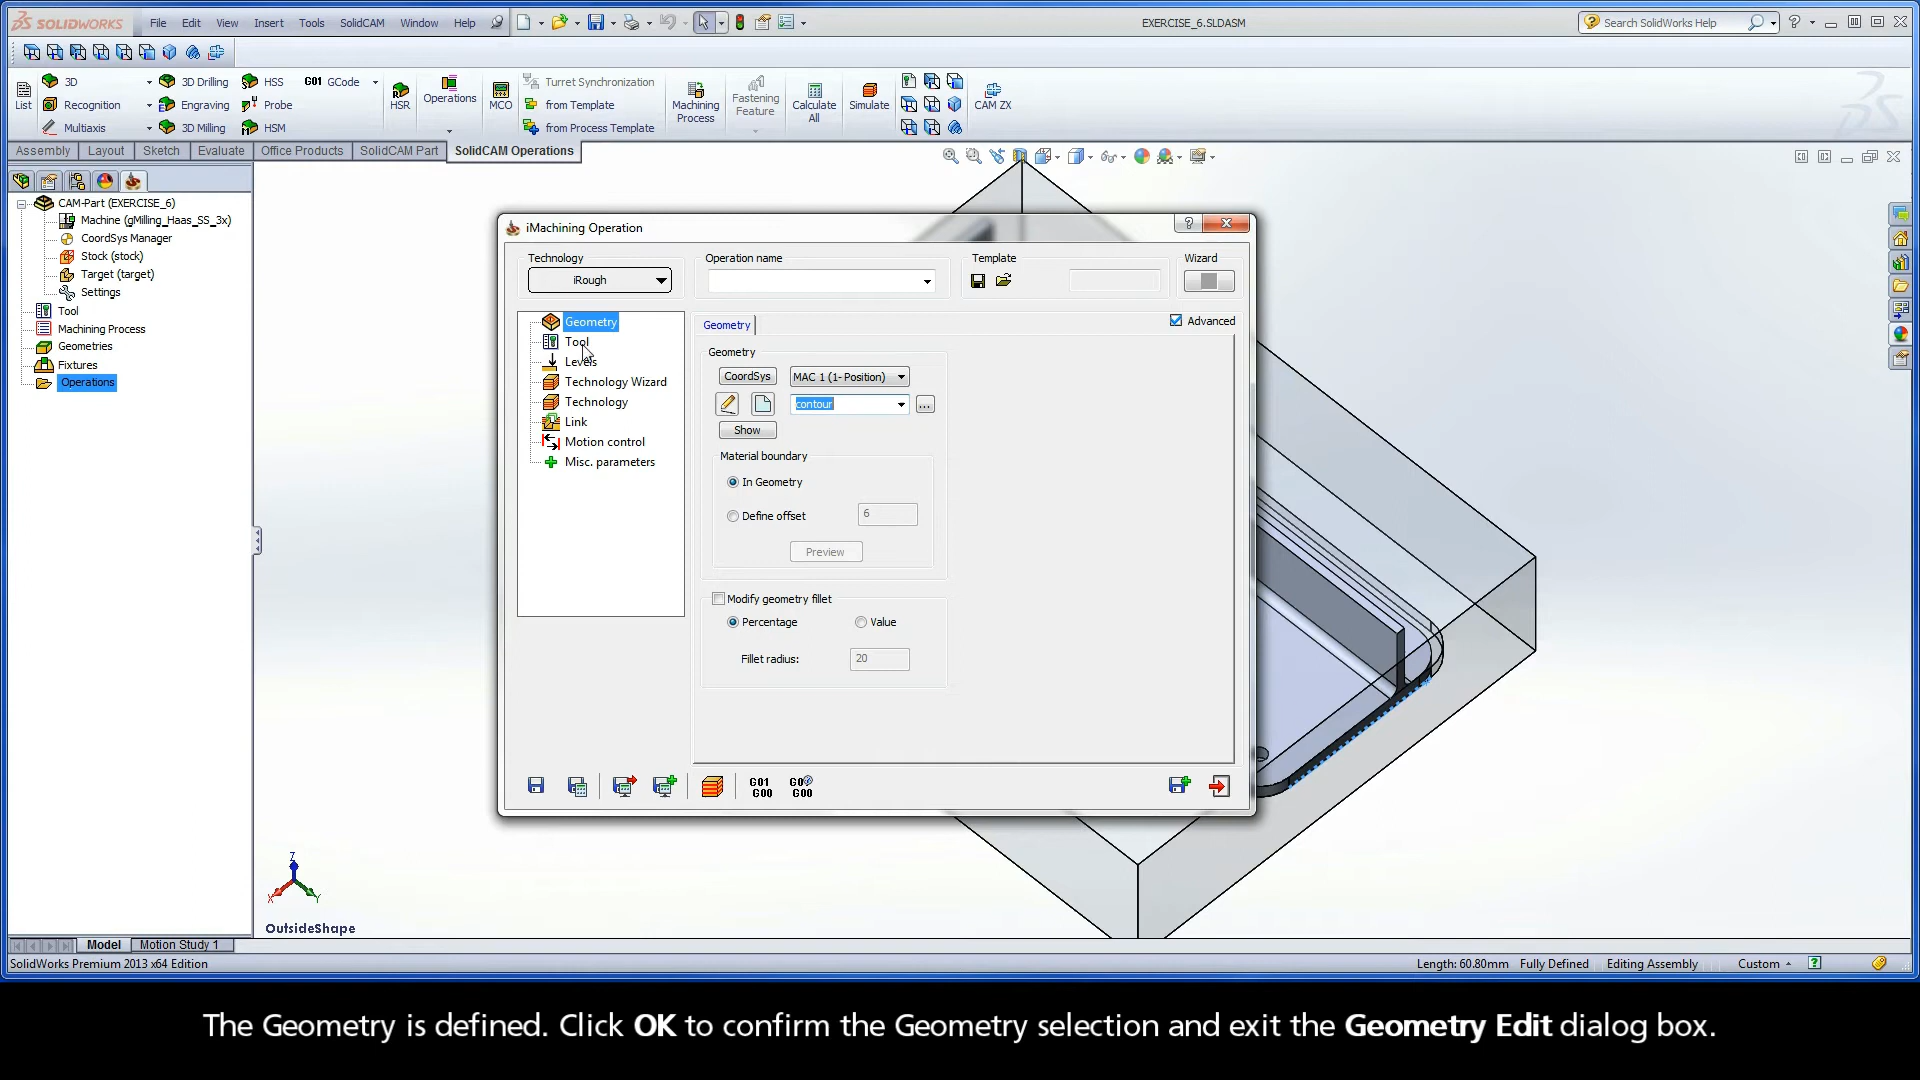 SOLIDWORKS File Edit View Insert Tools SolidCAM Window Help EXERCISE_6.SLDASM Search SolidWorks Help
3D 3D Drilling HSS G01 GCode Turret Synchronization
List Recognition Engraving Probe HSR Operations MCO from Template Machining Process Fastening Feature Calculate All Simulate CAM ZX
Multiaxis 3D Milling HSM from Process Template
Assembly Layout Sketch Evaluate Office Products SolidCAM Part SolidCAM Operations
CAM-Part (EXERCISE_6)
Machine (gMilling_Haas_SS_3x)
CoordSys Manager
Stock (stock)
Target (target)
Settings
Tool
Machining Process
Geometries
Fixtures
Operations
iMachining Operation
Technology Operation name Template Wizard
iRough
Geometry
Tool
Levels
Technology Wizard
Technology
Link
Motion control
Misc. parameters
Geometry Advanced
Geometry
CoordSys MAC 1 (1- Position)
contour ...
Show
Material boundary
In Geometry
Define offset 6
Preview
Modify geometry fillet
Percentage Value
Fillet radius: 20
G01 G00
G00
Z
X Y
OutsideShape
Model Motion Study 1
SolidWorks Premium 2013 x64 Edition Length: 60.80mm Fully Defined Editing Assembly Custom
The Geometry is defined. Click OK to confirm the Geometry selection and exit the Geometry Edit dialog box.